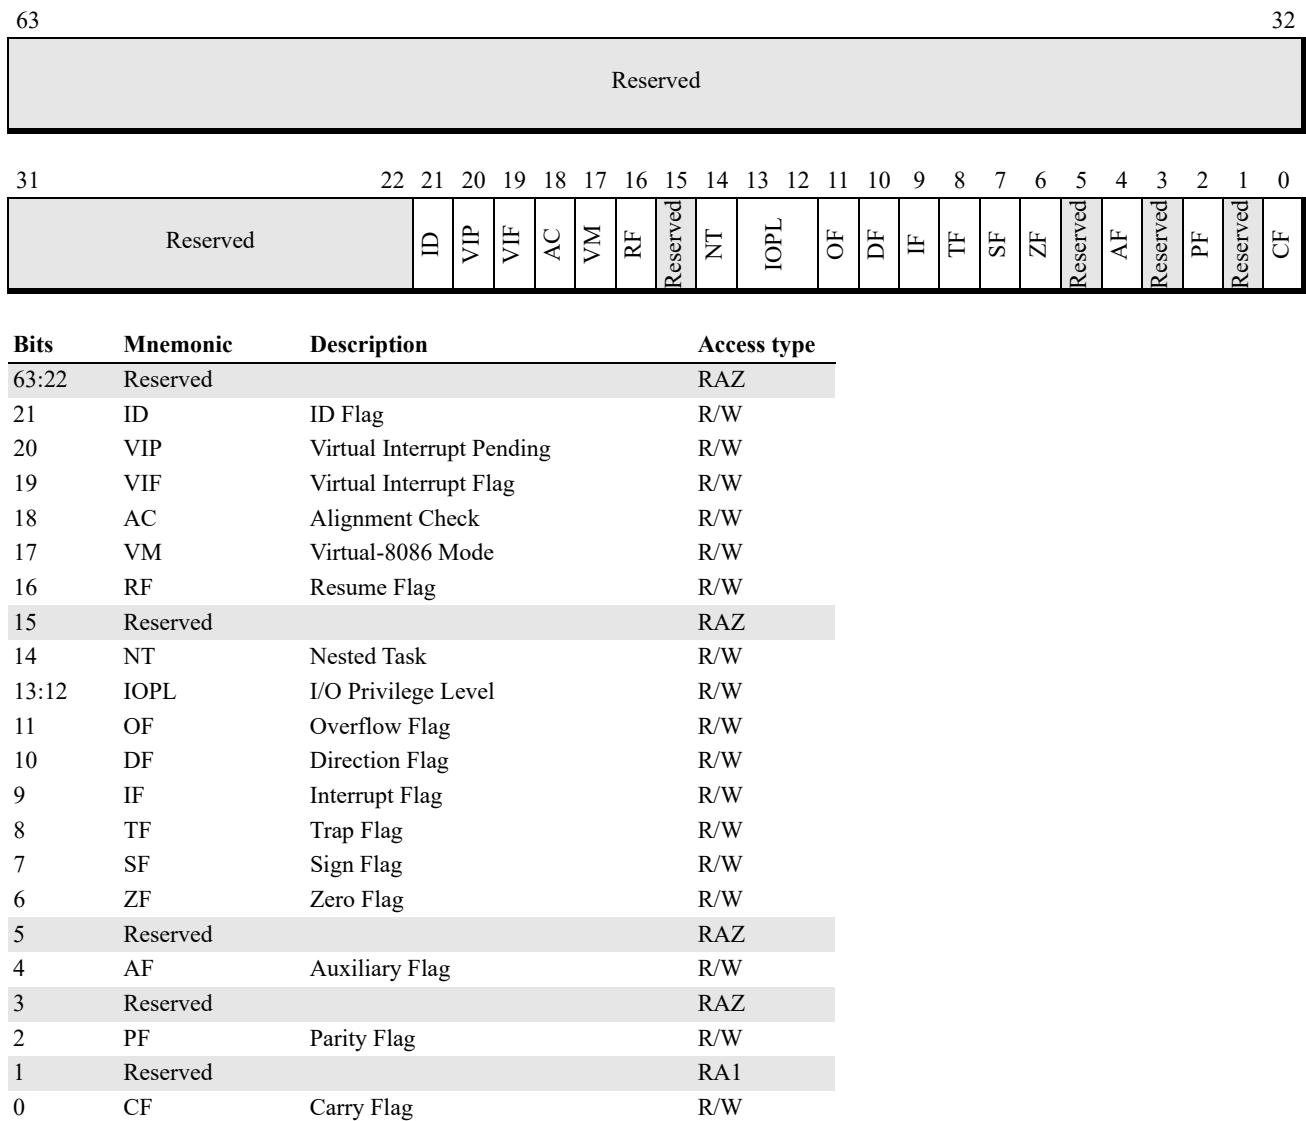 63 32
Reserved
31 22 21 20 19 18 17 16 15 14 13 12 11 10 9 8 7 6 5 4 3 2 1 0
Reserved ID VIP VIF AC VM RF Reserved NT IOPL OF DF IF TF SF ZF Reserved AF Reserved PF Reserved CF
Bits Mnemonic Description Access type
63:22 Reserved RAZ
21 ID ID Flag R/W
20 VIP Virtual Interrupt Pending R/W
19 VIF Virtual Interrupt Flag R/W
18 AC Alignment Check R/W
17 VM Virtual-8086 Mode R/W
16 RF Resume Flag R/W
15 Reserved RAZ
14 NT Nested Task R/W
13:12 IOPL I/O Privilege Level R/W
11 OF Overflow Flag R/W
10 DF Direction Flag R/W
9 IF Interrupt Flag R/W
8 TF Trap Flag R/W
7 SF Sign Flag R/W
6 ZF Zero Flag R/W
5 Reserved RAZ
4 AF Auxiliary Flag R/W
3 Reserved RAZ
2 PF Parity Flag R/W
1 Reserved RA1
0 CF Carry Flag R/W